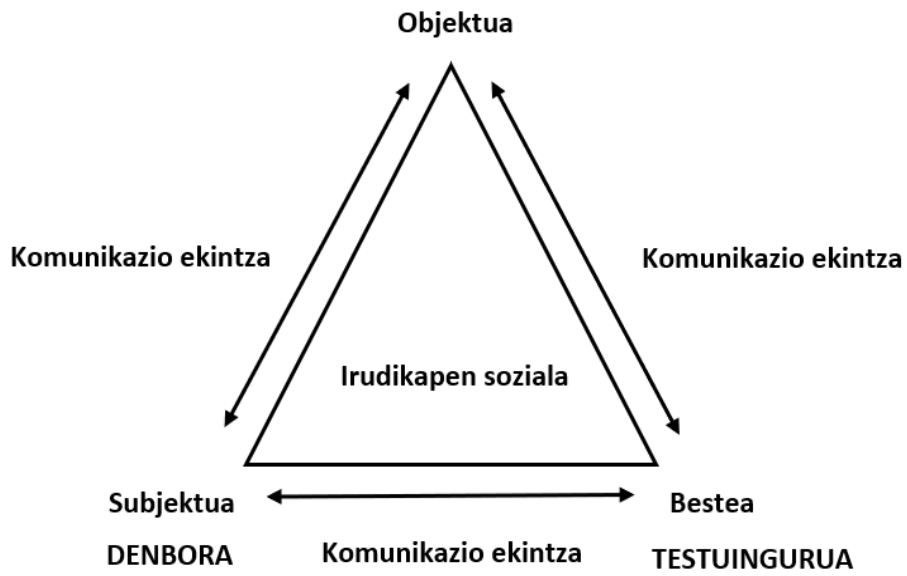 Objektua
Komunikazio ekintza
Komunikazio ekintza
Irudikapen soziala
Subjektua
Bestea
DENBORA
Komunikazio ekintza
TESTUINGURUA